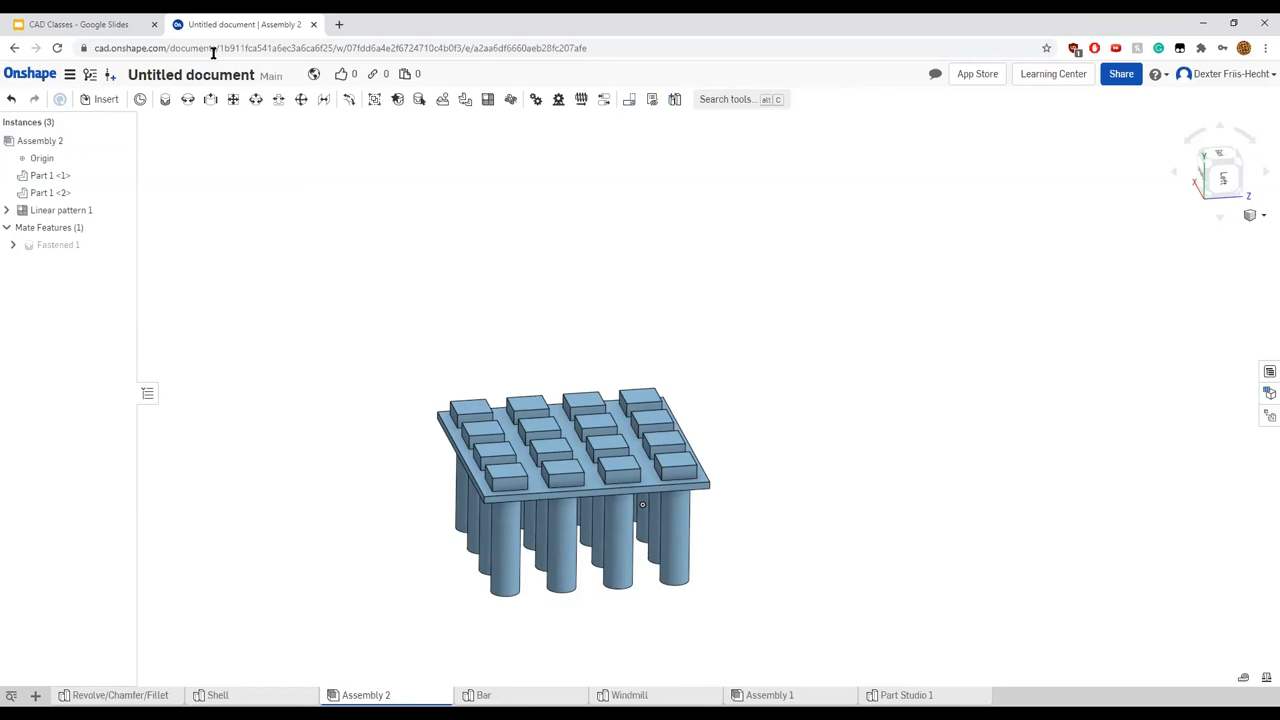 CAD Classes - Google Slides
Untitled document | Assembly 2
cad.onshape.com/documents/1b911fca541a6ec3a6ca6f25/w/07fdd6a4e2f6724710c4b0f3/e/a2aa6df6660aeb28fc207afe
Onshape Untitled document Main 0 0 0 App Store Learning Center Share Dexter Friis-Hecht
Insert Search tools... alt C
Instances (3)
Assembly 2
Origin
Part 1 <1>
Part 1 <2>
Linear pattern 1
Mate Features (1)
Fastened 1
Y
Left
X
Z
Revolve/Chamfer/Fillet Shell Assembly 2 Bar Windmill Assembly 1 Part Studio 1